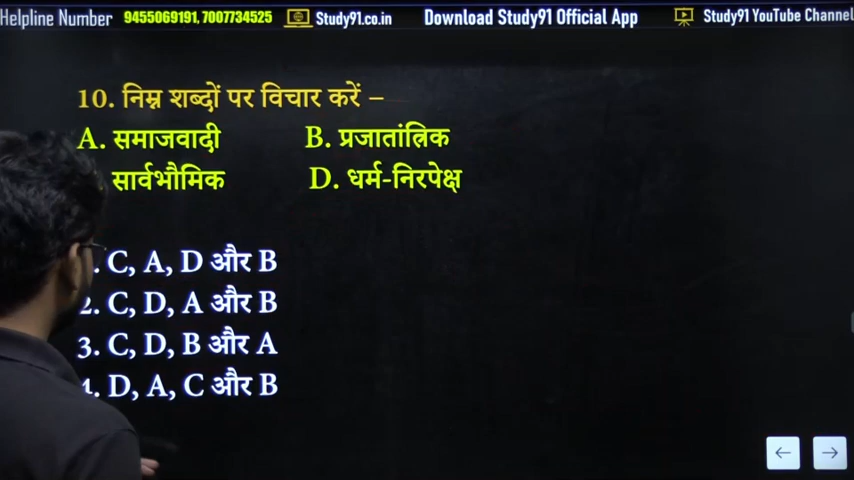 Helpline Number 9455069191, 7007734525 Study91.co.in Download Study91 Official App Study91 YouTube Channel
10. निम्न शब्दों पर विचार करें –
A. समाजवादी B. प्रजातांत्रिक
सार्वभौमिक D. धर्म-निरपेक्ष
. C, A, D और B
2. C, D, A और B
3. C, D, B और A
4. D, A, C और B